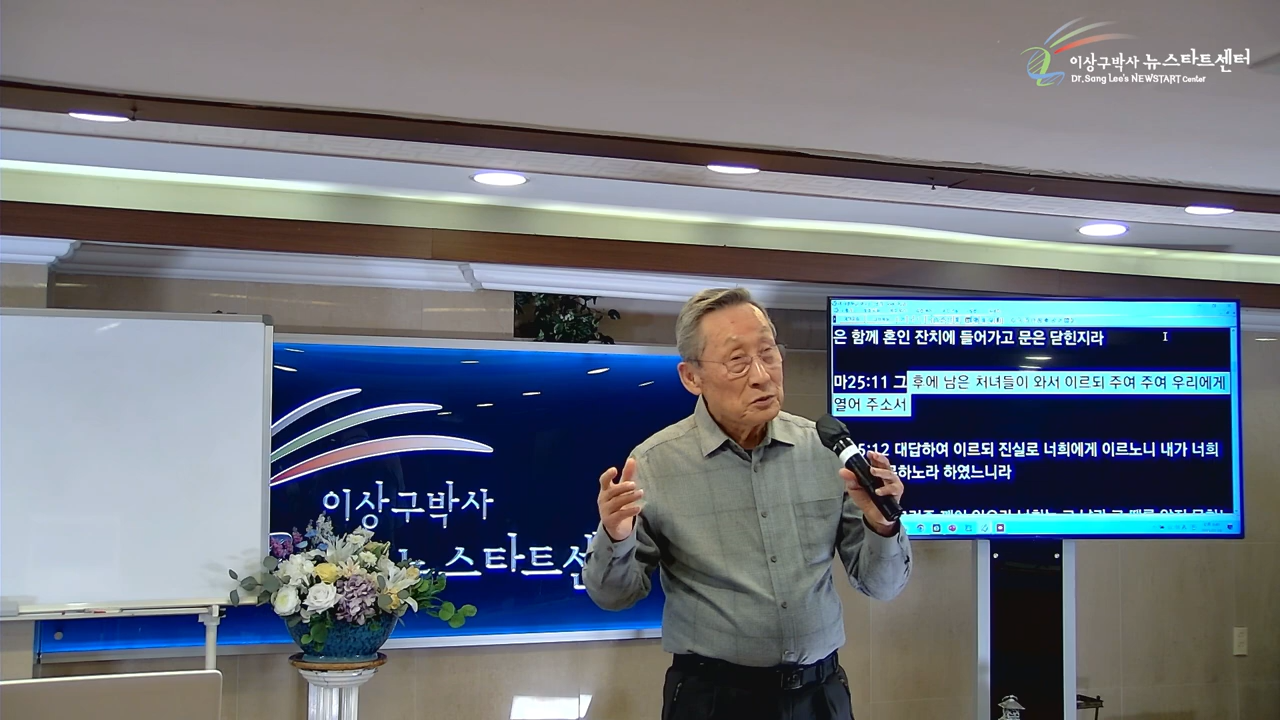 이상구박사 뉴스타트센터
Dr. Sang Lee's NEWSTART Center
은 함께 혼인 잔치에 들어가고 문은 닫힌지라
마25:11 그 후에 남은 처녀들이 와서 이르되 주여 주여 우리에게
열어 주소서
5:12 대답하여 이르되 진실로 너희에게 이르노니 내가 너희
하노라 하였느니라
이상구박사
뉴스타트센